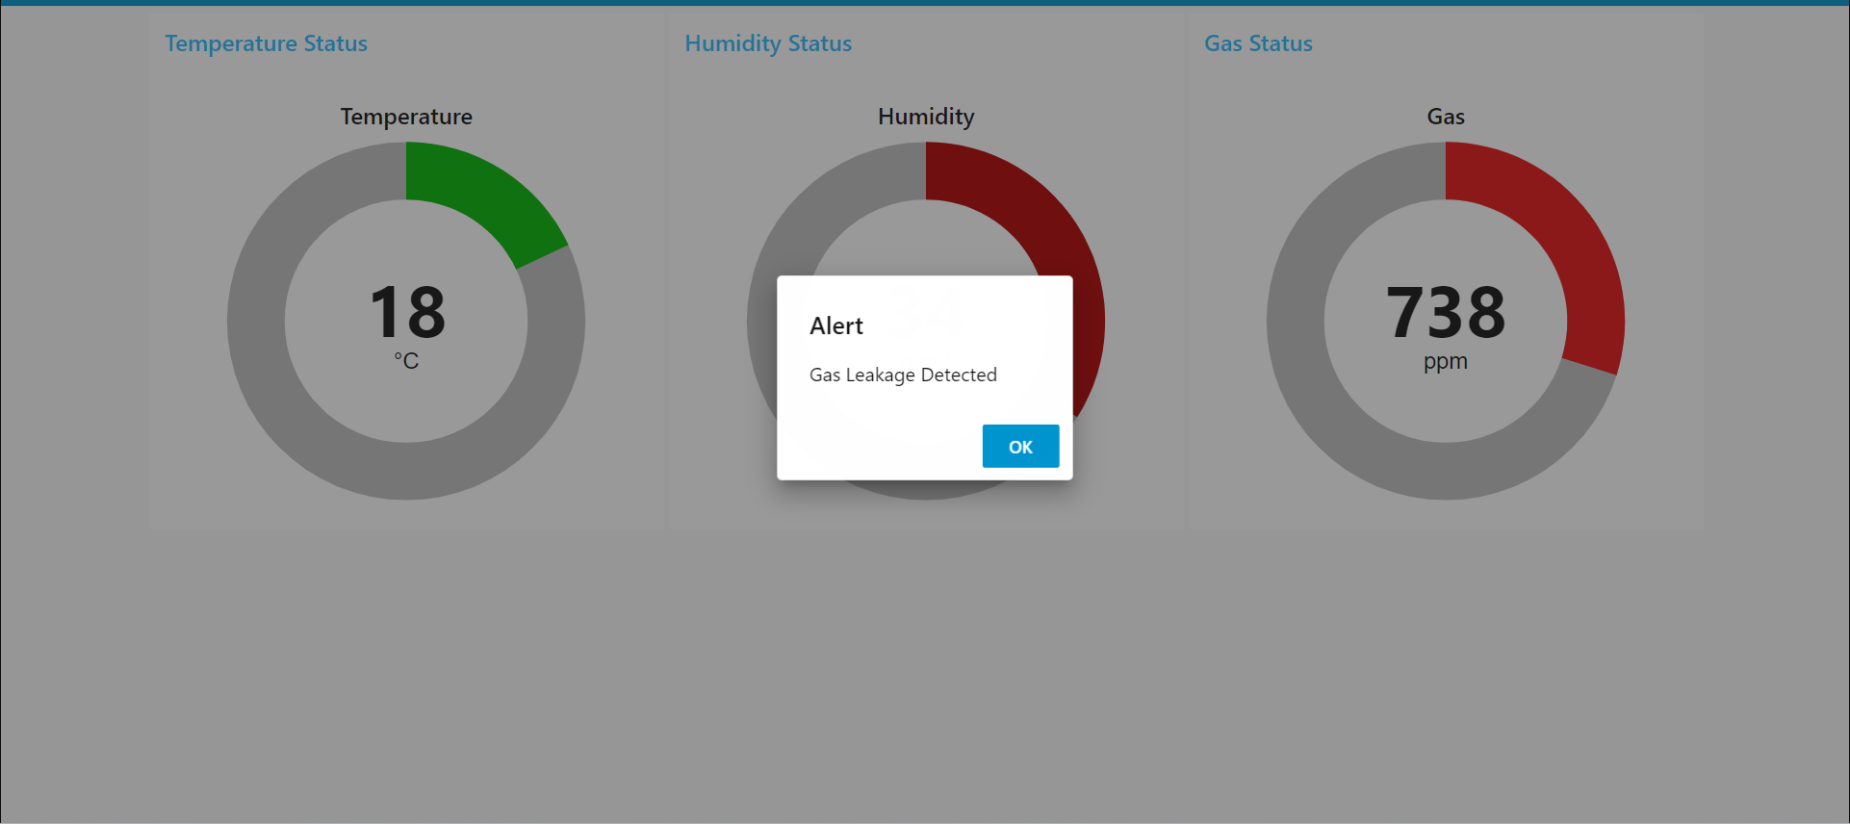 Temperature Status
Humidity Status
Gas Status
Temperature
Humidity
Gas
18
°C
738
ppm
Alert
Gas Leakage Detected
OK